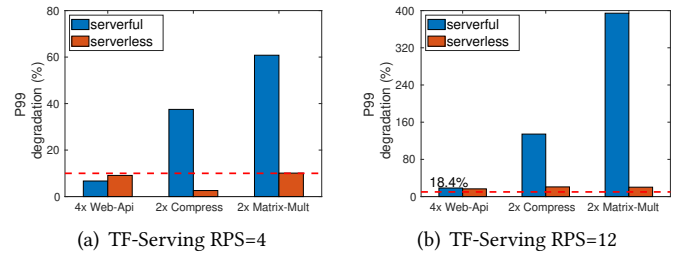 80
60
40
20
0
P99
degradation (%)
serverful
serverless
4x Web-Api 2x Compress 2x Matrix-Mult
(a) TF-Serving RPS=4
400
320
240
160
80
0
P99
degradation (%)
serverful
serverless
18.4%
4x Web-Api 2x Compress 2x Matrix-Mult
(b) TF-Serving RPS=12